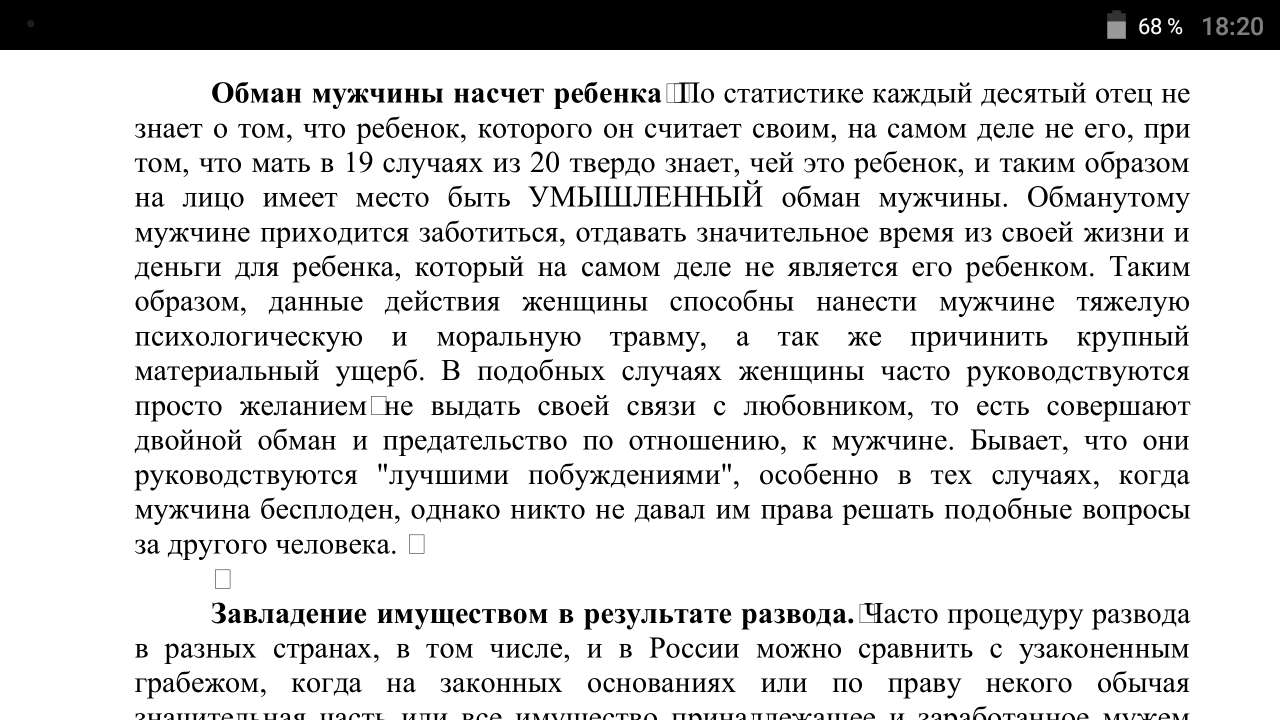 68 % 18:20
Обман мужчины насчет ребенка По статистике каждый десятый отец не
знает о том, что ребенок, которого он считает своим, на самом деле не его, при
том, что мать в 19 случаях из 20 твердо знает, чей это ребенок, и таким образом
на лицо имеет место быть УМЫШЛЕННЫЙ обман мужчины. Обманутому
мужчине приходится заботиться, отдавать значительное время из своей жизни и
деньги для ребенка, который на самом деле не является его ребенком. Таким
образом, данные действия женщины способны нанести мужчине тяжелую
психологическую и моральную травму, а так же причинить крупный
материальный ущерб. В подобных случаях женщины часто руководствуются
просто желанием не выдать своей связи с любовником, то есть совершают
двойной обман и предательство по отношению, к мужчине. Бывает, что они
руководствуются "лучшими побуждениями", особенно в тех случаях, когда
мужчина бесплоден, однако никто не давал им права решать подобные вопросы
за другого человека.
Завладение имуществом в результате развода. Часто процедуру развода
в разных странах, в том числе, и в России можно сравнить с узаконенным
грабежом, когда на законных основаниях или по праву некого обычая
значительная часть или все имущество принадлежащее и заработанное мужем